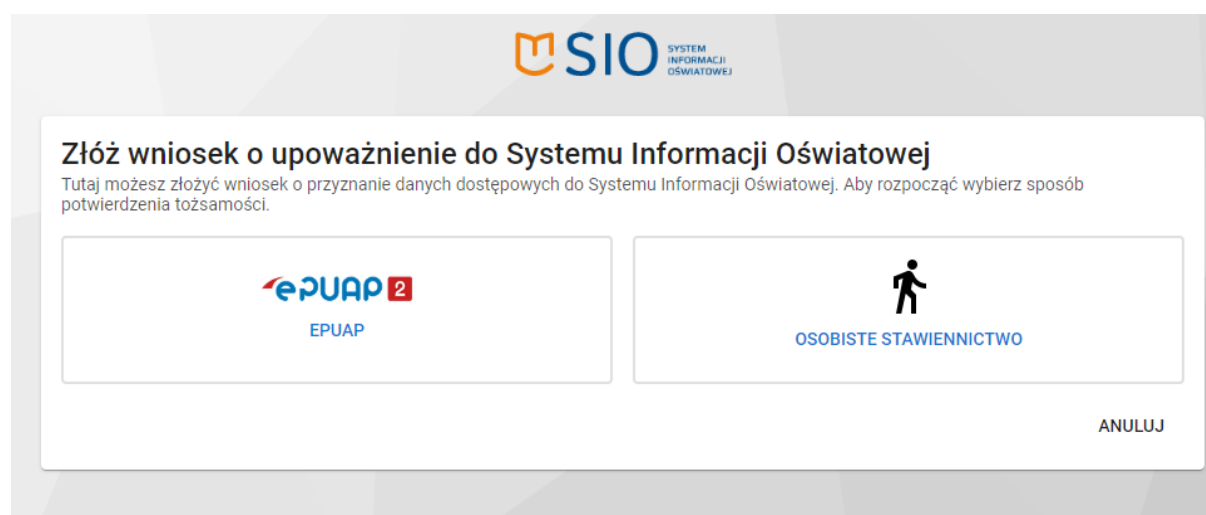 SIO
SYSTEM
INFORMACJI
OŚWIATOWEJ
Złóż wniosek o upoważnienie do Systemu Informacji Oświatowej
Tutaj możesz złożyć wniosek o przyznanie danych dostępowych do Systemu Informacji Oświatowej. Aby rozpocząć wybierz sposób
potwierdzenia tożsamości.
ePUAP 2
EPUAP
OSOBISTE STAWIENNICTWO
ANULUJ